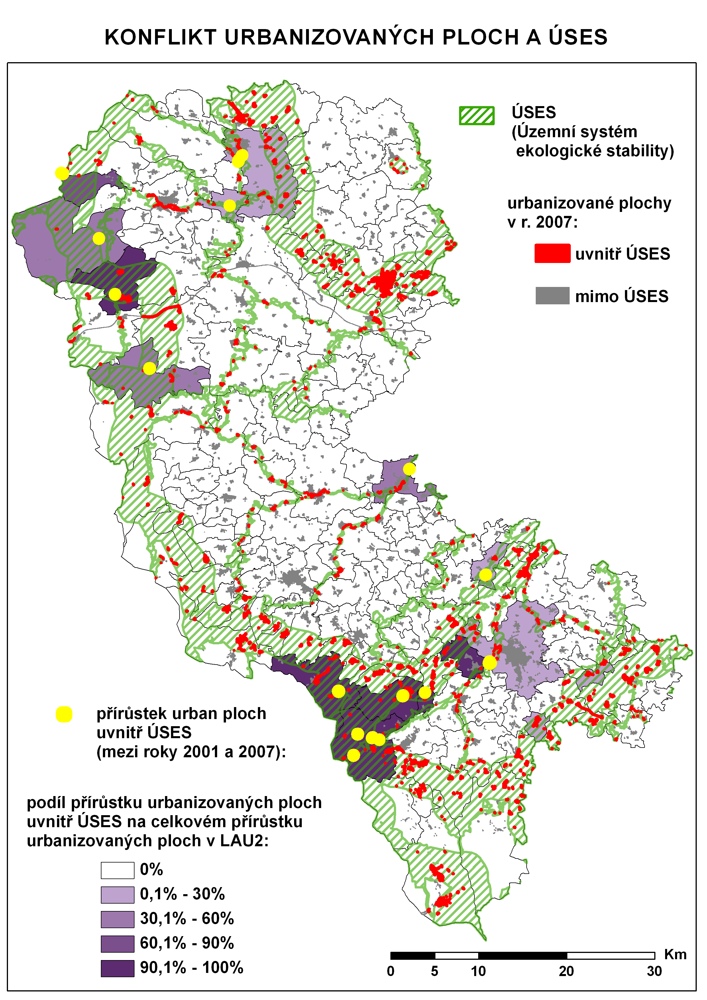 KONFLIKT URBANIZOVANÝCH PLOCH A ÚSES
ÚSES
(Územní systém
ekologické stability)
urbanizované plochy
v r. 2007:
uvnitř ÚSES
mimo ÚSES
přírůstek urban ploch
uvnitř ÚSES
(mezi roky 2001 a 2007):
podíl přírůstku urbanizovaných ploch
uvnitř ÚSES na celkovém přírůstku
urbanizovaných ploch v LAU2:
0%
0,1% - 30%
30,1% - 60%
60,1% - 90%
90,1% - 100%
Km
0 5 10 20 30